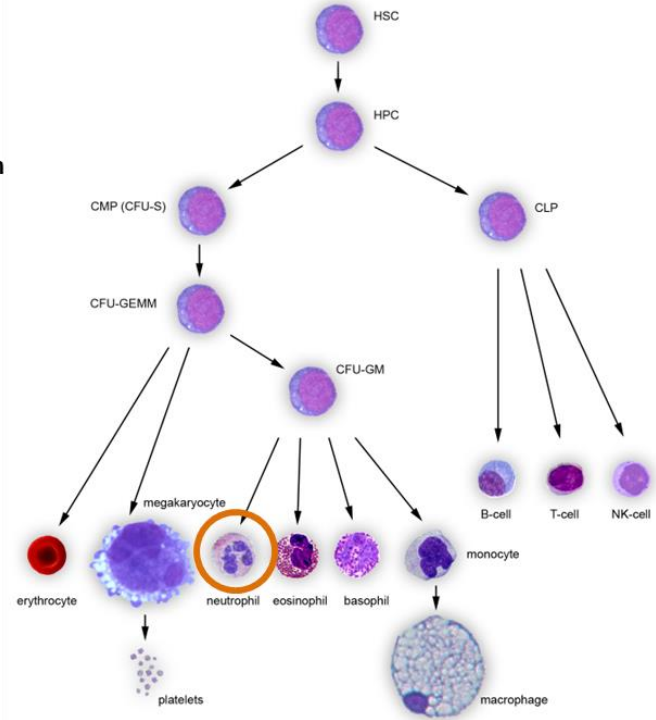 HSC
HPC
CMP (CFU-S)
CLP
CFU-GEMM
CFU-GM
B-cell
T-cell
NK-cell
megakaryocyte
monocyte
erythrocyte
neutrophil
eosinophil
basophil
platelets
macrophage